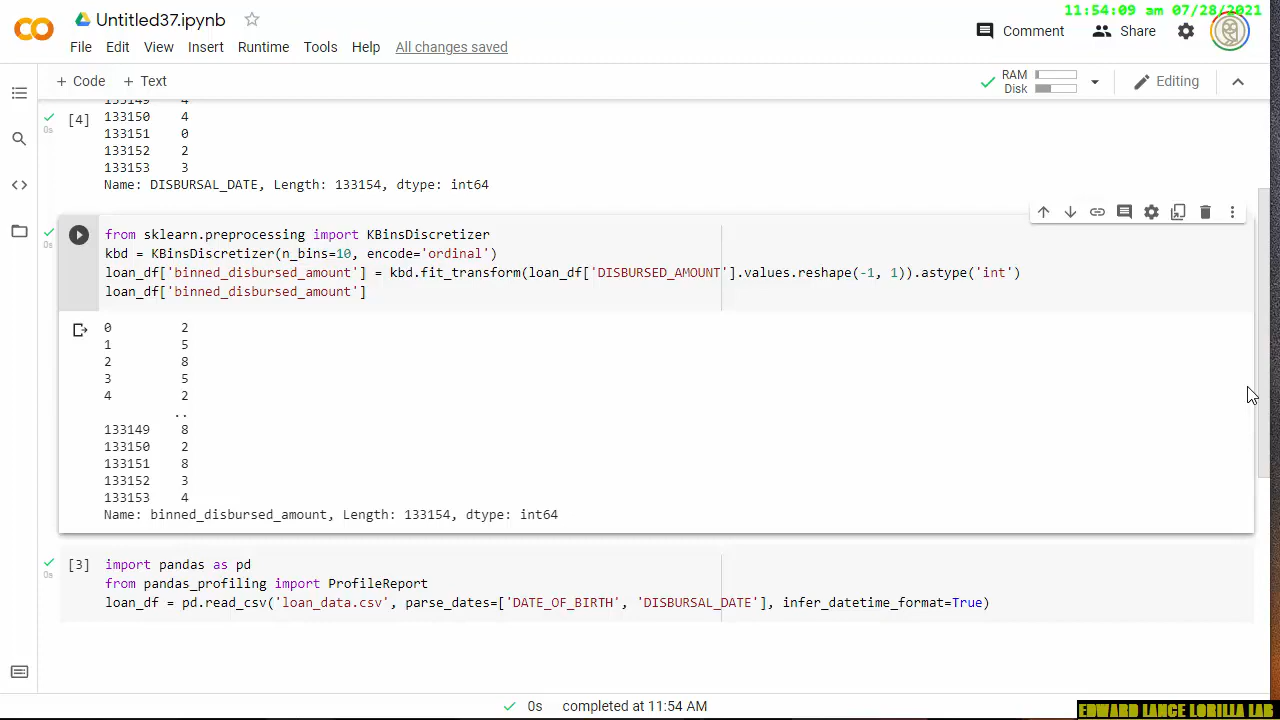 11:54:09 am 07/28/2021
Untitled37.ipynb
Comment
Share
File Edit View Insert Runtime Tools Help All changes saved
+ Code + Text
RAM
Disk
Editing
133149 4
[4] 133150 4
0s
133151 0
133152 2
133153 3
Name: DISBURSAL_DATE, Length: 133154, dtype: int64
from sklearn.preprocessing import KBinsDiscretizer
0s
kbd = KBinsDiscretizer(n_bins=10, encode='ordinal')
loan_df['binned_disbursed_amount'] = kbd.fit_transform(loan_df['DISBURSED_AMOUNT'].values.reshape(-1, 1)).astype('int')
loan_df['binned_disbursed_amount']
0 2
1 5
2 8
3 5
4 2
..
133149 8
133150 2
133151 8
133152 3
133153 4
Name: binned_disbursed_amount, Length: 133154, dtype: int64
[3] import pandas as pd
0s
from pandas_profiling import ProfileReport
loan_df = pd.read_csv('loan_data.csv', parse_dates=['DATE_OF_BIRTH', 'DISBURSAL_DATE'], infer_datetime_format=True)
0s completed at 11:54 AM
EDWARD LANCE LORILLA LAB